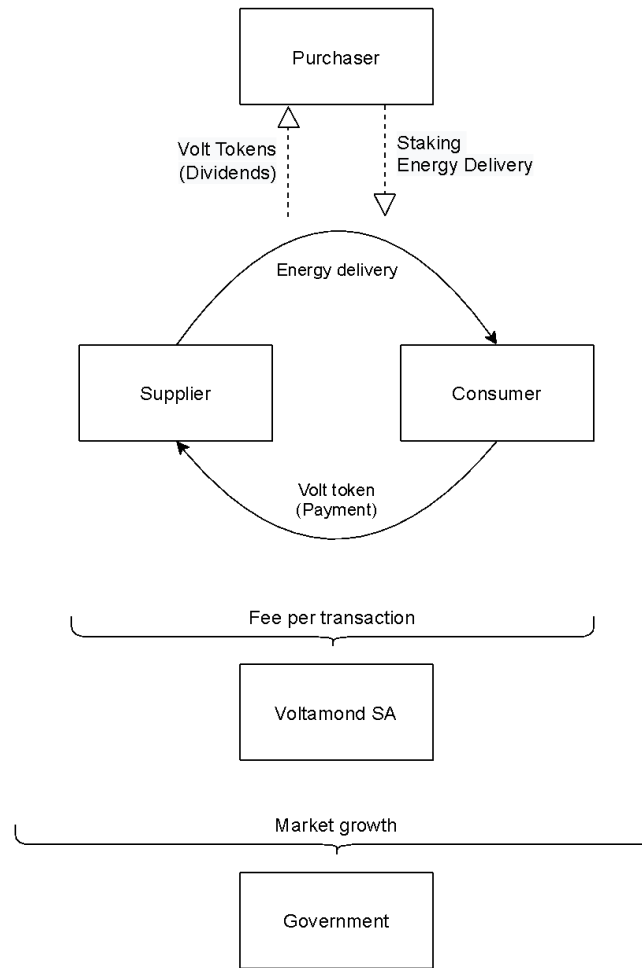 Purchaser
Volt Tokens
(Dividends)
Staking
Energy Delivery
Energy delivery
Supplier
Consumer
Volt token
(Payment)
Fee per transaction
Voltamond SA
Market growth
Government